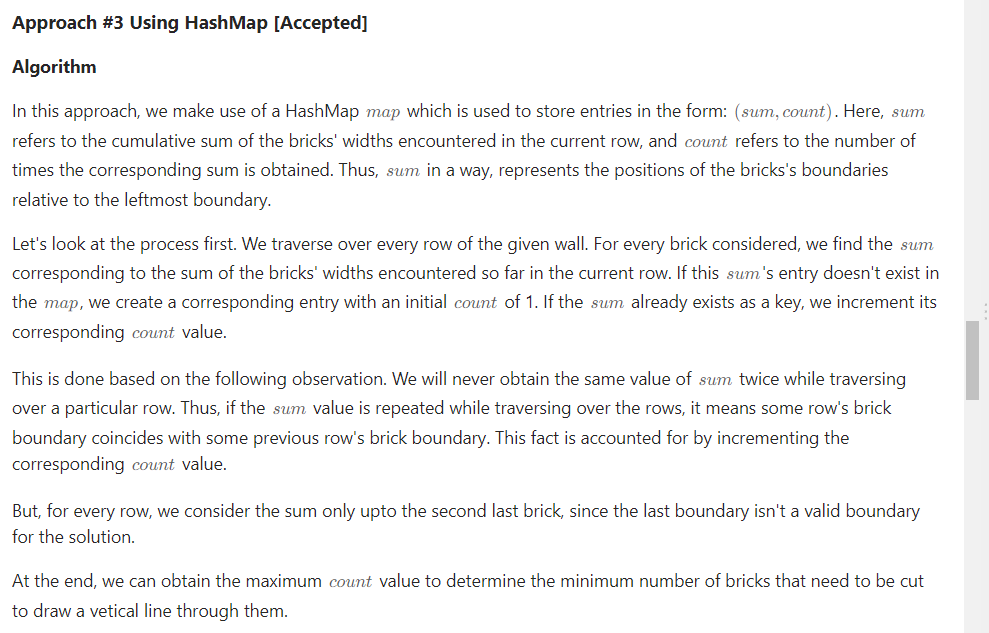 Approach #3 Using HashMap [Accepted]
Algorithm
In this approach, we make use of a HashMap map which is used to store entries in the form: (sum, count). Here, sum
refers to the cumulative sum of the bricks' widths encountered in the current row, and count refers to the number of
times the corresponding sum is obtained. Thus, sum in a way, represents the positions of the bricks's boundaries
relative to the leftmost boundary.
Let's look at the process first. We traverse over every row of the given wall. For every brick considered, we find the sum
corresponding to the sum of the bricks' widths encountered so far in the current row. If this sum's entry doesn't exist in
the map, we create a corresponding entry with an initial count of 1. If the sum already exists as a key, we increment its
corresponding count value.
This is done based on the following observation. We will never obtain the same value of sum twice while traversing
over a particular row. Thus, if the sum value is repeated while traversing over the rows, it means some row's brick
boundary coincides with some previous row's brick boundary. This fact is accounted for by incrementing the
corresponding count value.
But, for every row, we consider the sum only upto the second last brick, since the last boundary isn't a valid boundary
for the solution.
At the end, we can obtain the maximum count value to determine the minimum number of bricks that need to be cut
to draw a vetical line through them.